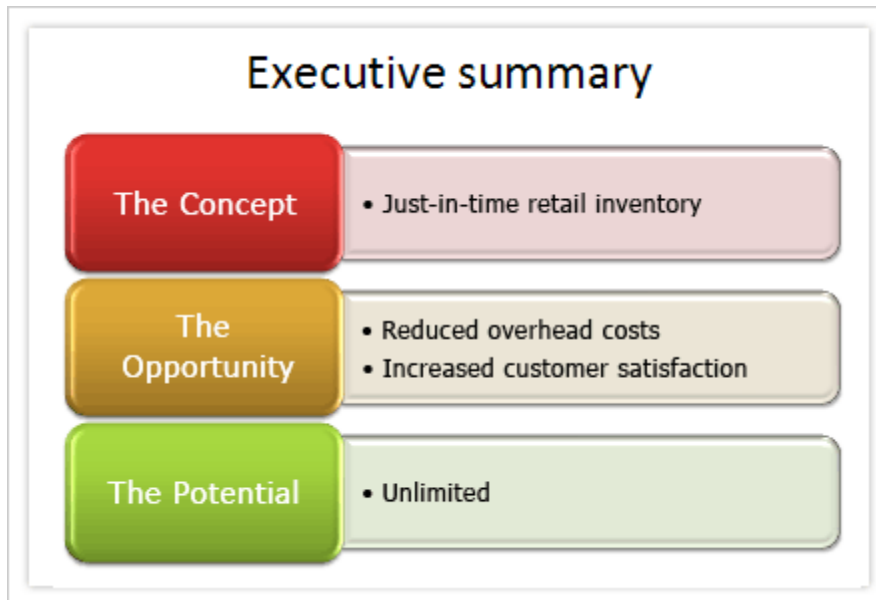 Executive summary
The Concept
• Just-in-time retail inventory
The
Opportunity
• Reduced overhead costs
• Increased customer satisfaction
The Potential
• Unlimited